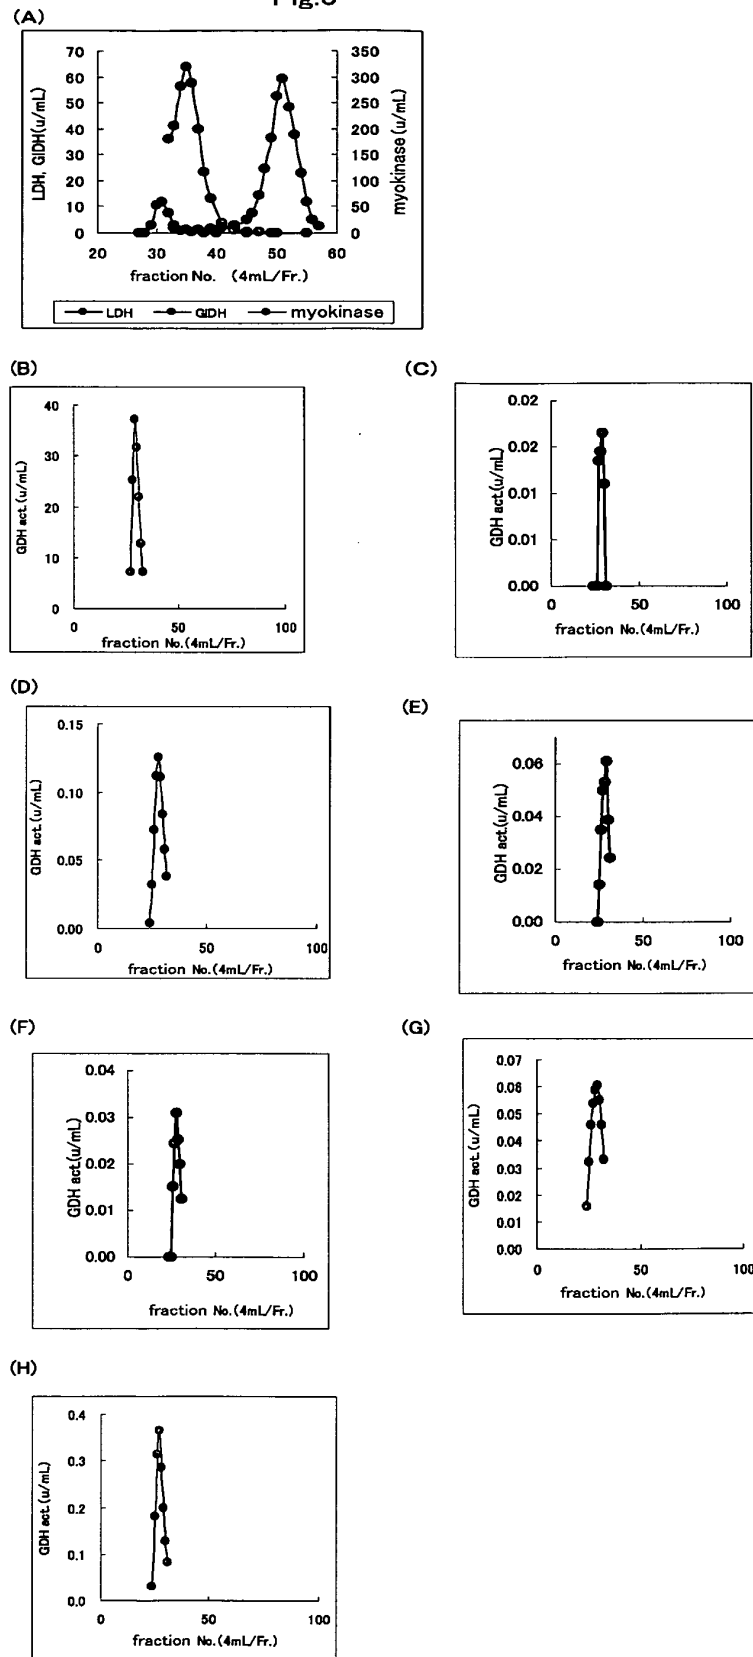 (A)
70 60 50 40 30 20 10 0
LDH, GlDH(u/mL)
350 300 250 200 150 100 50 0
myokinase(u/mL)
20 30 40 50 60
fraction No. (4mL/Fr.)
LDH GlDH myokinase
(B)
40 30 20 10 0
GDH act.(u/mL)
0 50 100
fraction No.(4mL/Fr.)
(C)
0.02 0.02 0.01 0.01 0.00
GDH act.(u/mL)
0 50 100
fraction No.(4mL/Fr.)
(D)
0.15 0.10 0.05 0.00
GDH act.(u/mL)
0 50 100
fraction No.(4mL/Fr.)
(E)
0.06 0.04 0.02 0.00
GDH act.(u/mL)
0 50 100
fraction No.(4mL/Fr.)
(F)
0.04 0.03 0.02 0.01 0.00
GDH act.(u/mL)
0 50 100
fraction No.(4mL/Fr.)
(G)
0.07 0.06 0.05 0.04 0.03 0.02 0.01 0.00
GDH act.(u/mL)
0 50 100
fraction No.(4mL/Fr.)
(H)
0.4 0.3 0.2 0.1 0.0
GDH act.(u/mL)
0 50 100
fraction No.(4mL/Fr.)